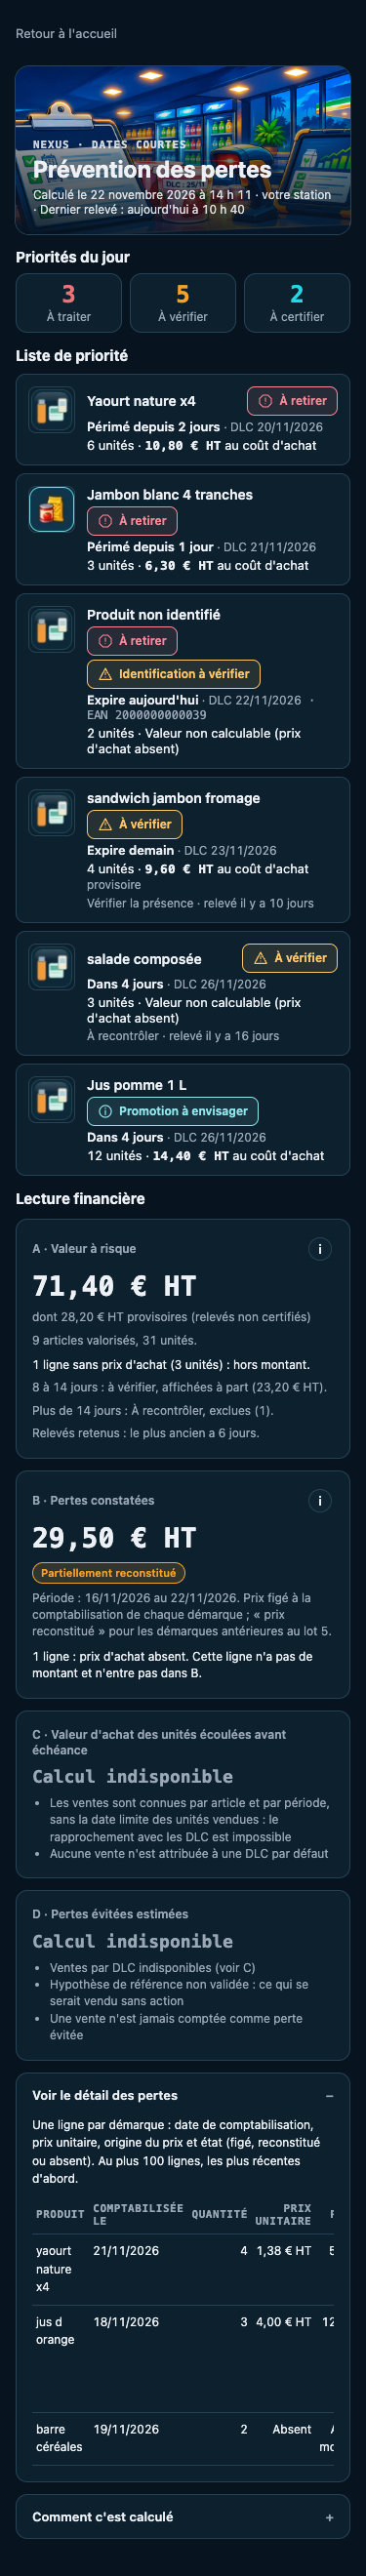 Retour à l'accueil
NEXUS · DATES COURTES
Prévention des pertes
Calculé le 22 novembre 2026 à 14 h 11 · votre station
· Dernier relevé : aujourd'hui à 10 h 40
Priorités du jour
3
À traiter
5
À vérifier
2
À certifier
Liste de priorité
Yaourt nature x4
À retirer
Périmé depuis 2 jours · DLC 20/11/2026
6 unités · 10,80 € HT au coût d'achat
Jambon blanc 4 tranches
À retirer
Périmé depuis 1 jour · DLC 21/11/2026
3 unités · 6,30 € HT au coût d'achat
Produit non identifié
À retirer
Identification à vérifier
Expire aujourd'hui · DLC 22/11/2026 ·
EAN 2000000000039
2 unités · Valeur non calculable (prix
d'achat absent)
sandwich jambon fromage
À vérifier
Expire demain · DLC 23/11/2026
4 unités · 9,60 € HT au coût d'achat
provisoire
Vérifier la présence · relevé il y a 10 jours
salade composée
À vérifier
Dans 4 jours · DLC 26/11/2026
3 unités · Valeur non calculable (prix
d'achat absent)
À recontrôler · relevé il y a 16 jours
Jus pomme 1 L
Promotion à envisager
Dans 4 jours · DLC 26/11/2026
12 unités · 14,40 € HT au coût d'achat
Lecture financière
A · Valeur à risque
i
71,40 € HT
dont 28,20 € HT provisoires (relevés non certifiés)
9 articles valorisés, 31 unités.
1 ligne sans prix d'achat (3 unités) : hors montant.
8 à 14 jours : à vérifier, affichées à part (23,20 € HT).
Plus de 14 jours : À recontrôler, exclues (1).
Relevés retenus : le plus ancien a 6 jours.
B · Pertes constatées
i
29,50 € HT
Partiellement reconstitué
Période : 16/11/2026 au 22/11/2026. Prix figé à la
comptabilisation de chaque démarque ; « prix
reconstitué » pour les démarques antérieures au lot 5.
1 ligne : prix d'achat absent. Cette ligne n'a pas de
montant et n'entre pas dans B.
C · Valeur d'achat des unités écoulées avant
échéance
Calcul indisponible
• Les ventes sont connues par article et par période,
sans la date limite des unités vendues : le
rapprochement avec les DLC est impossible
• Aucune vente n'est attribuée à une DLC par défaut
D · Pertes évitées estimées
Calcul indisponible
• Ventes par DLC indisponibles (voir C)
• Hypothèse de référence non validée : ce qui se
serait vendu sans action
• Une vente n'est jamais comptée comme perte
évitée
Voir le détail des pertes −
Une ligne par démarque : date de comptabilisation,
prix unitaire, origine du prix et état (figé, reconstitué
ou absent). Au plus 100 lignes, les plus récentes
d'abord.
PRODUIT COMPTABILISÉE LE QUANTITÉ PRIX UNITAIRE
yaourt nature x4 21/11/2026 4 1,38 € HT
jus d orange 18/11/2026 3 4,00 € HT 12
barre céréales 19/11/2026 2 Absent
Comment c'est calculé +